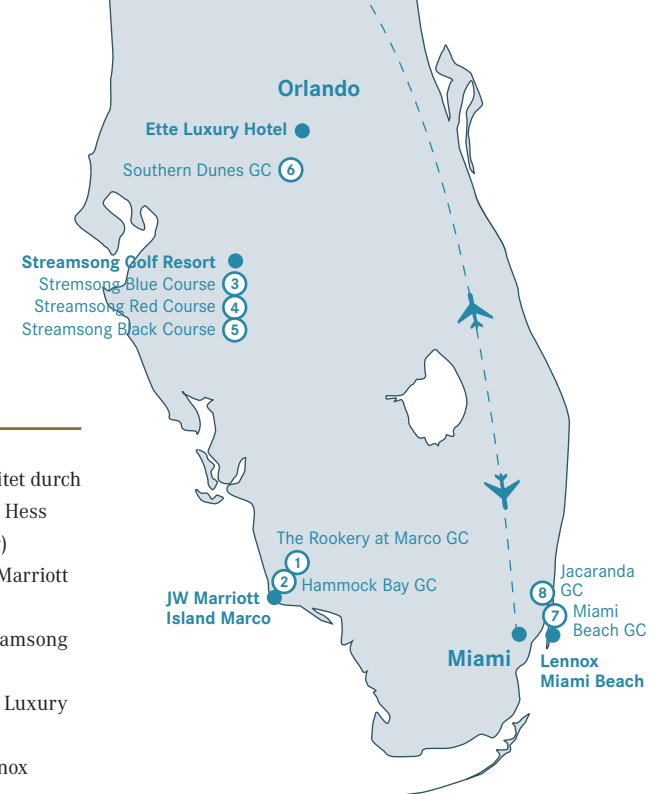 Orlando
Ette Luxury Hotel
Southern Dunes GC 6
Streamsong Golf Resort
Stremsong Blue Course 3
Streamsong Red Course 4
Streamsong Black Course 5
itet durch
Hess
)
Marriott
amsong
Luxury
nox
The Rookery at Marco GC
1
2 Hammock Bay GC
JW Marriott
Island Marco
Jacaranda
8 GC
7 Miami
Beach GC
Miami
Lennox
Miami Beach